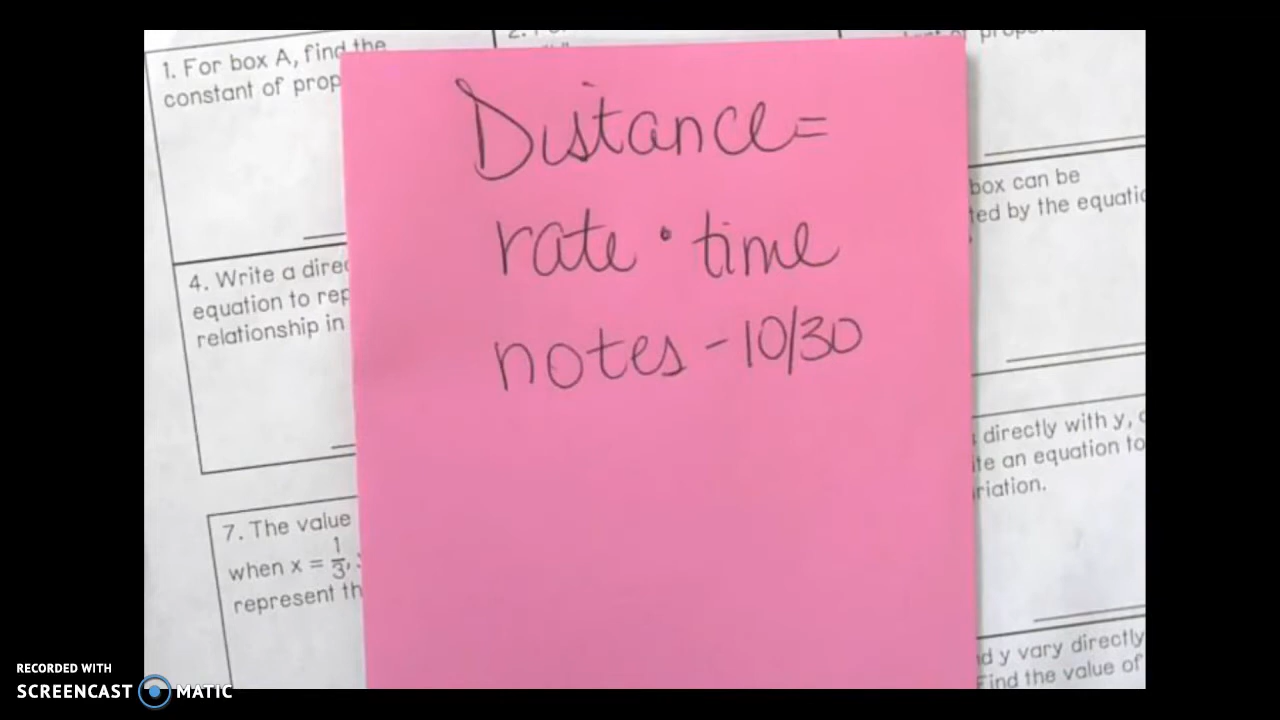 1. For box A, find the
constant of prop
Distance=
rate · time
notes - 10/30
4. Write a direc
equation to rep
relationship in
7. The value
when x = 1/3,
represent th
box can be
ted by the equatio
directly with y,
ite an equation to
riation.
d y vary directly
Find the value of
RECORDED WITH
SCREENCAST MATIC